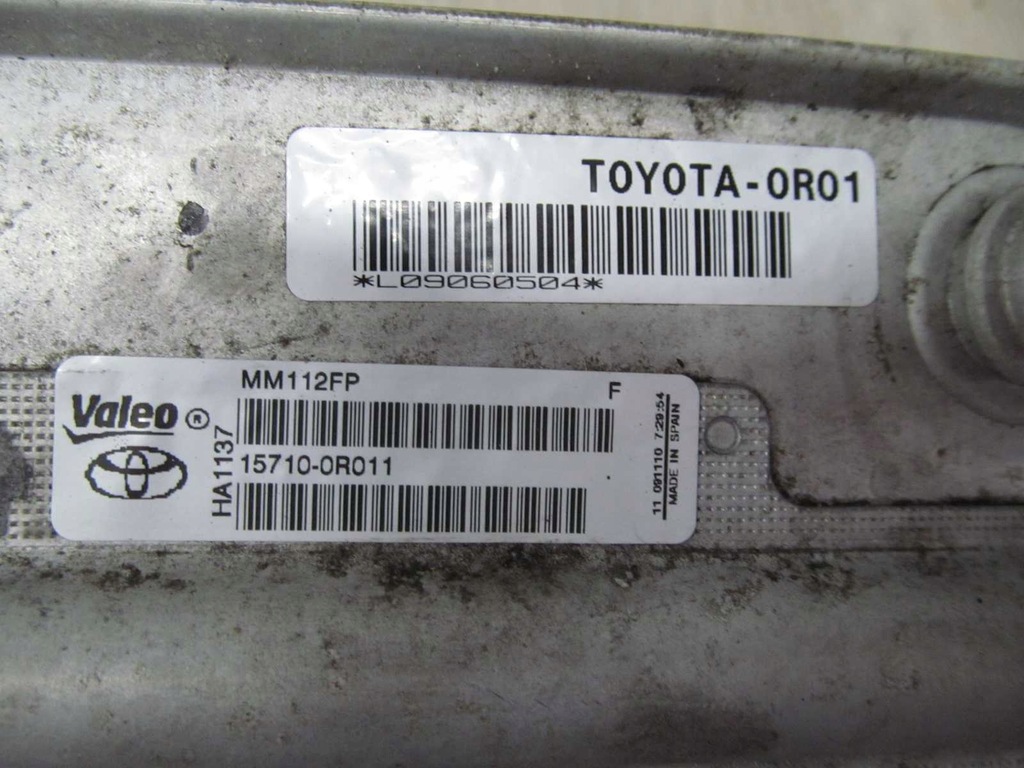 TOYOTA-0R01
*L09060504*
MM112FP
F
Valeo®
HA1137
15710-0R011
11 091110 7:29:54
MADE IN SPAIN